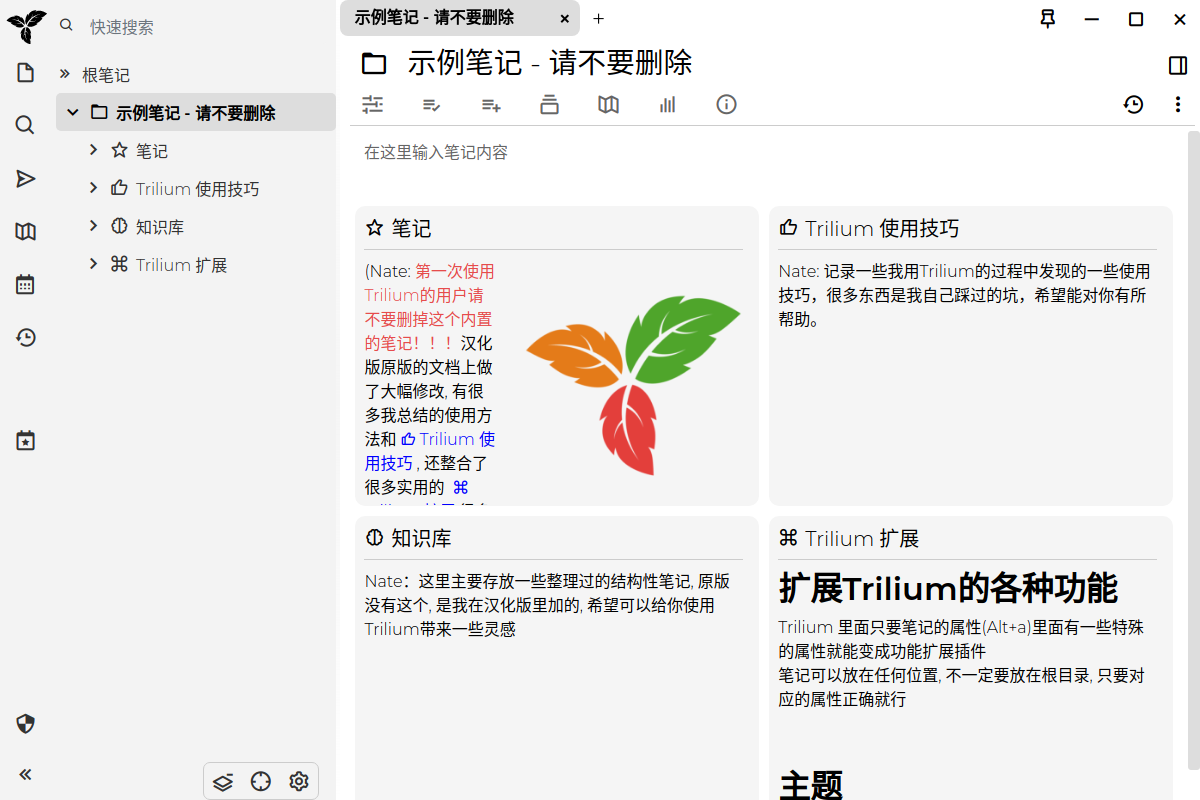 快速搜索
根笔记
示例笔记 - 请不要删除
笔记
Trilium 使用技巧
知识库
Trilium 扩展
示例笔记 - 请不要删除
示例笔记 - 请不要删除
在这里输入笔记内容
笔记
(Nate: 第一次使用
Trilium的用户请
不要删掉这个内置
的笔记！！！ 汉化
版原版的文档上做
了大幅修改, 有很
多我总结的使用方
法和 Trilium 使
用技巧 , 还整合了
很多实用的
Trilium 使用技巧
Nate: 记录一些我用Trilium的过程中发现的一些使用
技巧，很多东西是我自己踩过的坑，希望能对你有所
帮助。
知识库
Nate：这里主要存放一些整理过的结构性笔记, 原版
没有这个, 是我在汉化版里加的, 希望可以给你使用
Trilium带来一些灵感
Trilium 扩展
扩展Trilium的各种功能
Trilium 里面只要笔记的属性(Alt+a)里面有一些特殊
的属性就能变成功能扩展插件
笔记可以放在任何位置, 不一定要放在根目录, 只要对
应的属性正确就行
主题